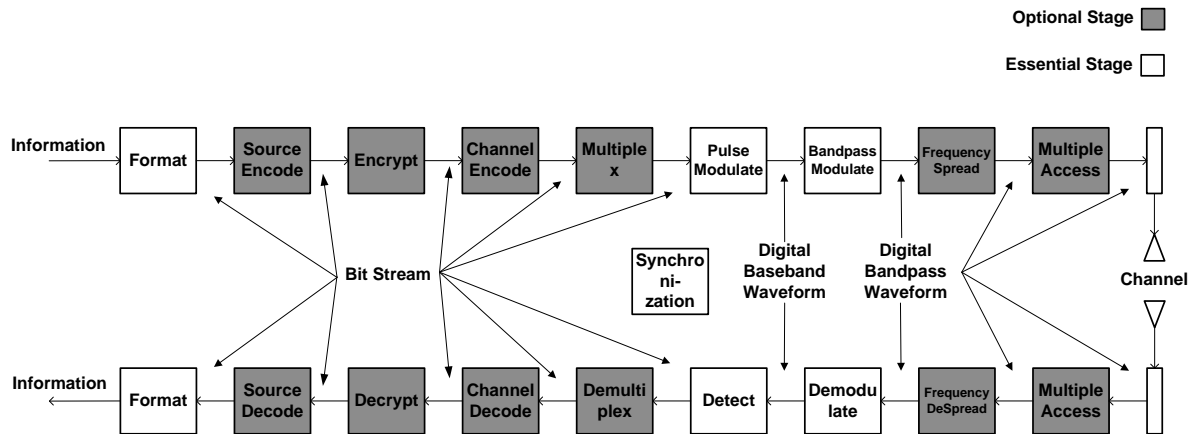 Optional Stage
Essential Stage
Information
Format
Source
Encode
Encrypt
Channel
Encode
Multiple
x
Pulse
Modulate
Bandpass
Modulate
Frequency
Spread
Multiple
Access
Bit Stream
Synchro
ni-
zation
Digital
Baseband
Waveform
Digital
Bandpass
Waveform
Channel
Information
Format
Source
Decode
Decrypt
Channel
Decode
Demulti
plex
Detect
Demodu
late
Frequency
DeSpread
Multiple
Access